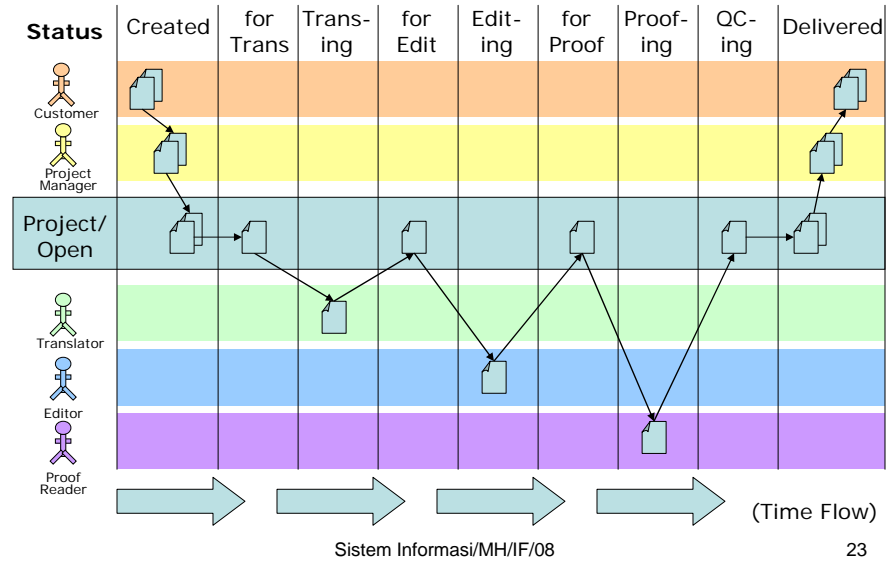 Status
Created
for
Trans
Trans-
ing
for
Edit
Edit-
ing
for
Proof
Proof-
ing
QC-
ing
Delivered
Customer
Project
Manager
Project/
Open
Translator
Editor
Proof
Reader
(Time Flow)
Sistem Informasi/MH/IF/08
23